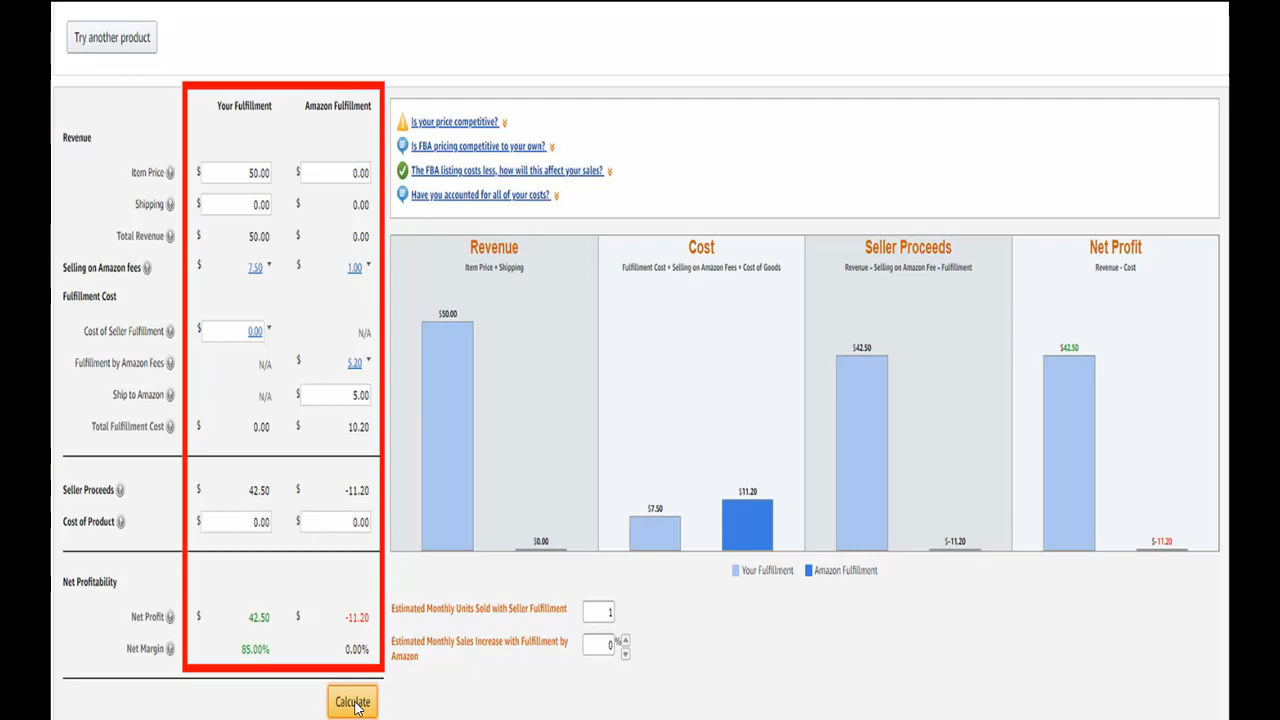 Try another product
Your Fulfillment Amazon Fulfillment
Revenue
Item Price $ 50.00 $ 0.00
Shipping $ 0.00 $ 0.00
Total Revenue $ 50.00 $ 0.00
Selling on Amazon fees $ 7.50 $ 1.00
Fulfillment Cost
Cost of Seller Fulfillment $ 0.00 N/A
Fulfillment by Amazon Fees N/A $ 5.20
Ship to Amazon N/A $ 5.00
Total Fulfillment Cost $ 0.00 $ 10.20
Seller Proceeds $ 42.50 $ -11.20
Cost of Product $ 0.00 $ 0.00
Net Profitability
Net Profit $ 42.50 $ -11.20
Net Margin 85.00% 0.00%
Calculate
Is your price competitive?
Is FBA pricing competitive to your own?
The FBA listing costs less, how will this affect your sales?
Have you accounted for all of your costs?
Revenue
Item Price + Shipping
$50.00
$0.00
Cost
Fulfillment Cost + Selling on Amazon Fees + Cost of Goods
$7.50
$11.20
Seller Proceeds
Revenue - Selling on Amazon Fee - Fulfillment
$42.50
$-11.20
Net Profit
Revenue - Cost
$42.50
$-11.20
Your Fulfillment Amazon Fulfillment
Estimated Monthly Units Sold with Seller Fulfillment 1
Estimated Monthly Sales Increase with Fulfillment by 0 %
Amazon